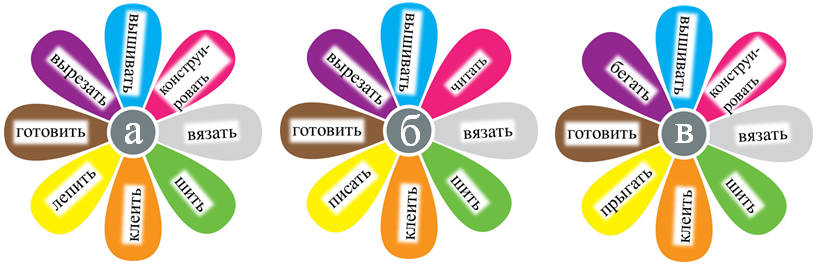 вышивать
конструи-
ровать
вязать
шить
клеить
лепить
готовить
вырезать
а
вышивать
читать
вязать
шить
клеить
писать
готовить
вырезать
б
вышивать
конструи-
ровать
вязать
шить
клеить
прыгать
готовить
бегать
в